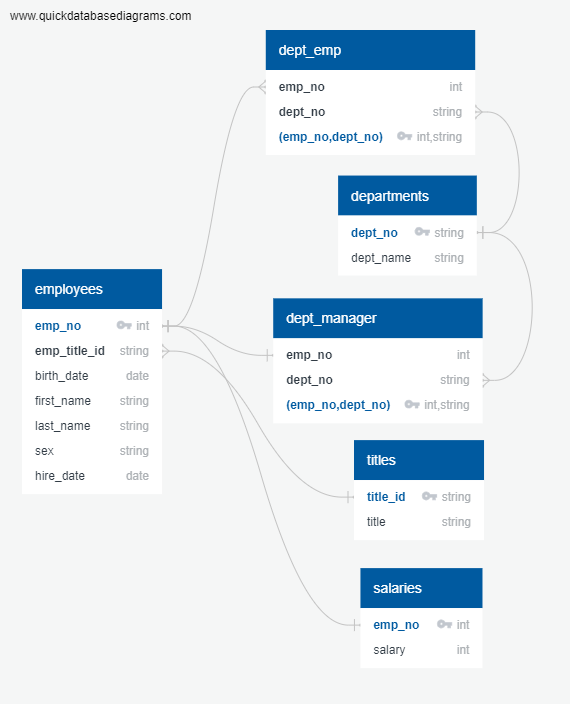 www.quickdatabasediagrams.com
dept_emp
emp_no int
dept_no string
(emp_no,dept_no) int,string
departments
dept_no string
dept_name string
employees
emp_no int
emp_title_id string
birth_date date
first_name string
last_name string
sex string
hire_date date
dept_manager
emp_no int
dept_no string
(emp_no,dept_no) int,string
titles
title_id string
title string
salaries
emp_no int
salary int